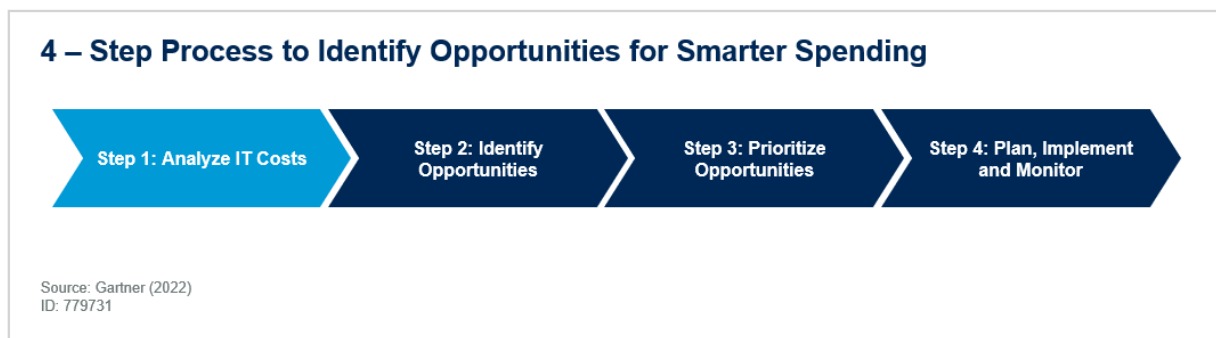 4 – Step Process to Identify Opportunities for Smarter Spending
Step 1: Analyze IT Costs
Step 2: Identify
Opportunities
Step 3: Prioritize
Opportunities
Step 4: Plan, Implement
and Monitor
Source: Gartner (2022)
ID: 779731